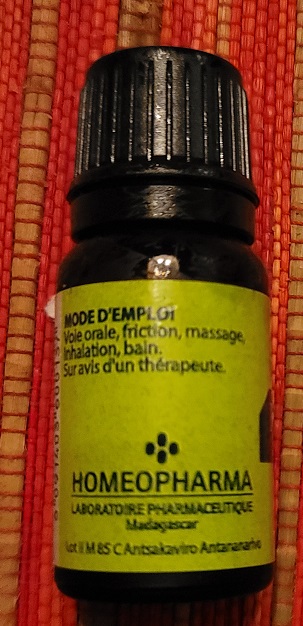 MODE D'EMPLOI
Voie orale, friction, massage,
Inhalation, bain.
Sur avis d'un thérapeute.
HOMEOPHARMA
LABORATOIRE PHARMACEUTIQUE
Madagascar
Lot II M 85 C Antsakaviro Antananarivo